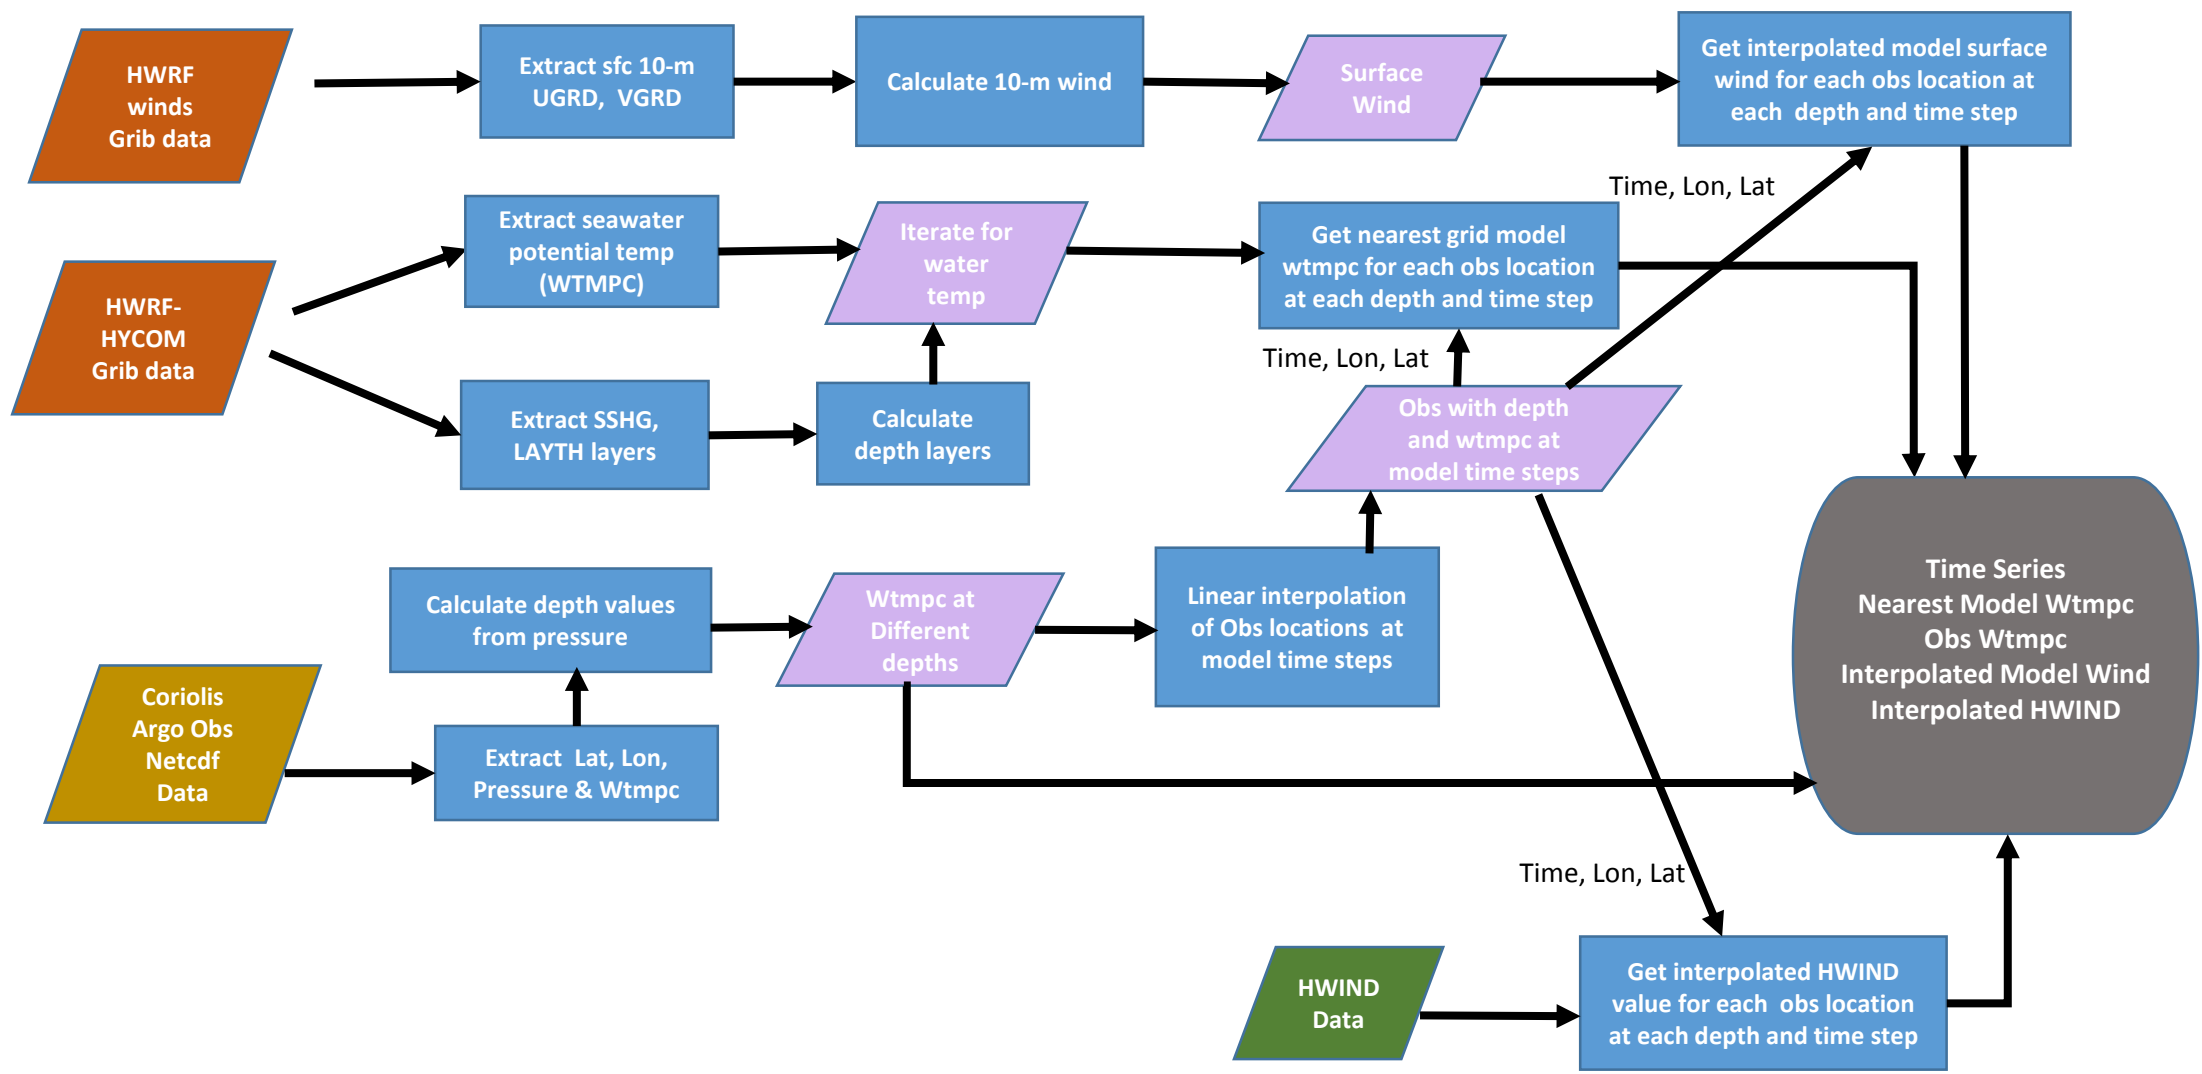 HWRF
winds
Grib data
Extract sfc 10-m
UGRD, VGRD
Calculate 10-m wind
Surface
Wind
Get interpolated model surface
wind for each obs location at
each depth and time step
Time, Lon, Lat
HWRF-
HYCOM
Grib data
Extract seawater
potential temp
(WTMPC)
Iterate for
water
temp
Get nearest grid model
wtmpc for each obs location
at each depth and time step
Time, Lon, Lat
Extract SSHG,
LAYTH layers
Calculate
depth layers
Obs with depth
and wtmpc at
model time steps
Coriolis
Argo Obs
Netcdf
Data
Extract Lat, Lon,
Pressure & Wtmpc
Calculate depth values
from pressure
Wtmpc at
Different
depths
Linear interpolation
of Obs locations at
model time steps
Time Series
Nearest Model Wtmpc
Obs Wtmpc
Interpolated Model Wind
Interpolated HWIND
Time, Lon, Lat
HWIND
Data
Get interpolated HWIND
value for each obs location
at each depth and time step